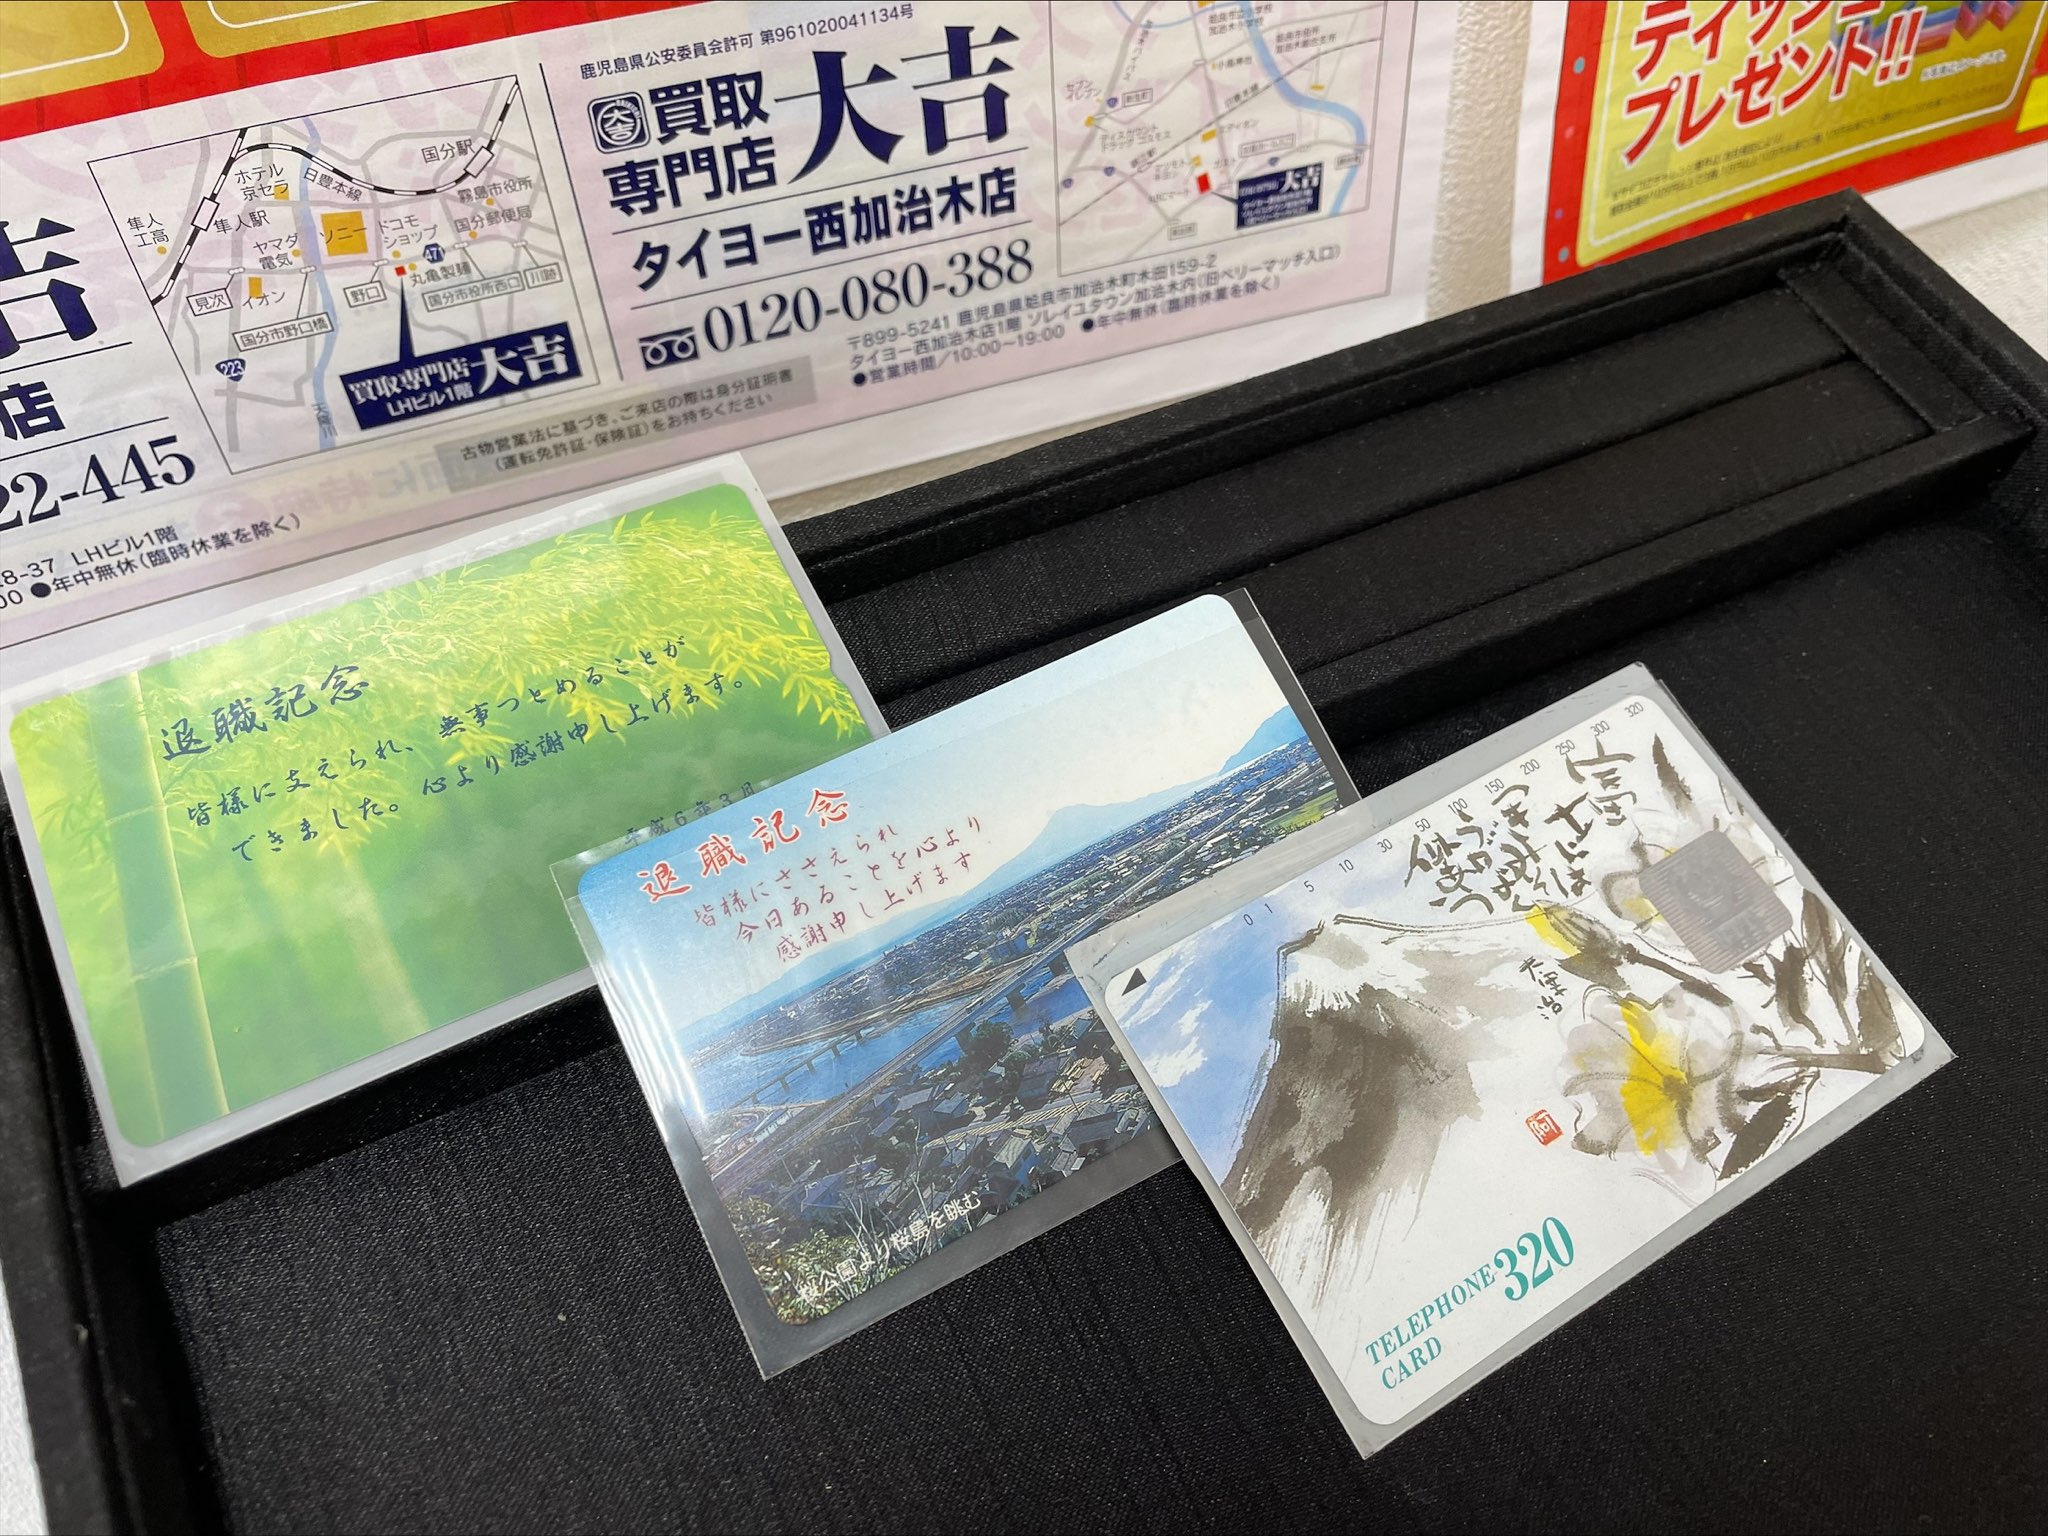 鹿児島県公安委員会許可 第961020041134号
買取
専門店
大吉
タイヨー西加治木店
0120-080-388
〒899-5241 鹿児島県姶良市加治木町木田159-2
タイヨー西加治木店1階 ソレイユタウン加治木内(旧ベリーマッチ入口)
●営業時間/10:00~19:00 ●年中無休(臨時休業を除く)
吉
店
22-445
8-37 LHビル1階
00 ●年中無休(臨時休業を除く)
国分駅
ホテル
京セラ
日豊本線
霧島市役所
隼人
工高
隼人駅
ヤマダ
電気
ソニー
ドコモ
ショップ
国分郵便局
471
丸亀製麺
見次
イオン
野口
国分市役所西口
川跡
国分市野口橋
223
天降川
買取専門店 大吉
LHビル1階
古物営業法に基づき、ご来店の際は身分証明書
(運転免許証・保険証)をお持ちください
ティッシュ
プレゼント!!
退職記念
皆様に支えられ、無事つとめることが
できました。心より感謝申し上げます。
平成6年3月
退職記念
皆様にささえられ
今日あることを心より
感謝申し上げます
公園より桜島を眺む
0 1 5 10 30 50 100 150 200 250 300 320
富士には
太宰治
TELEPHONE
CARD
320